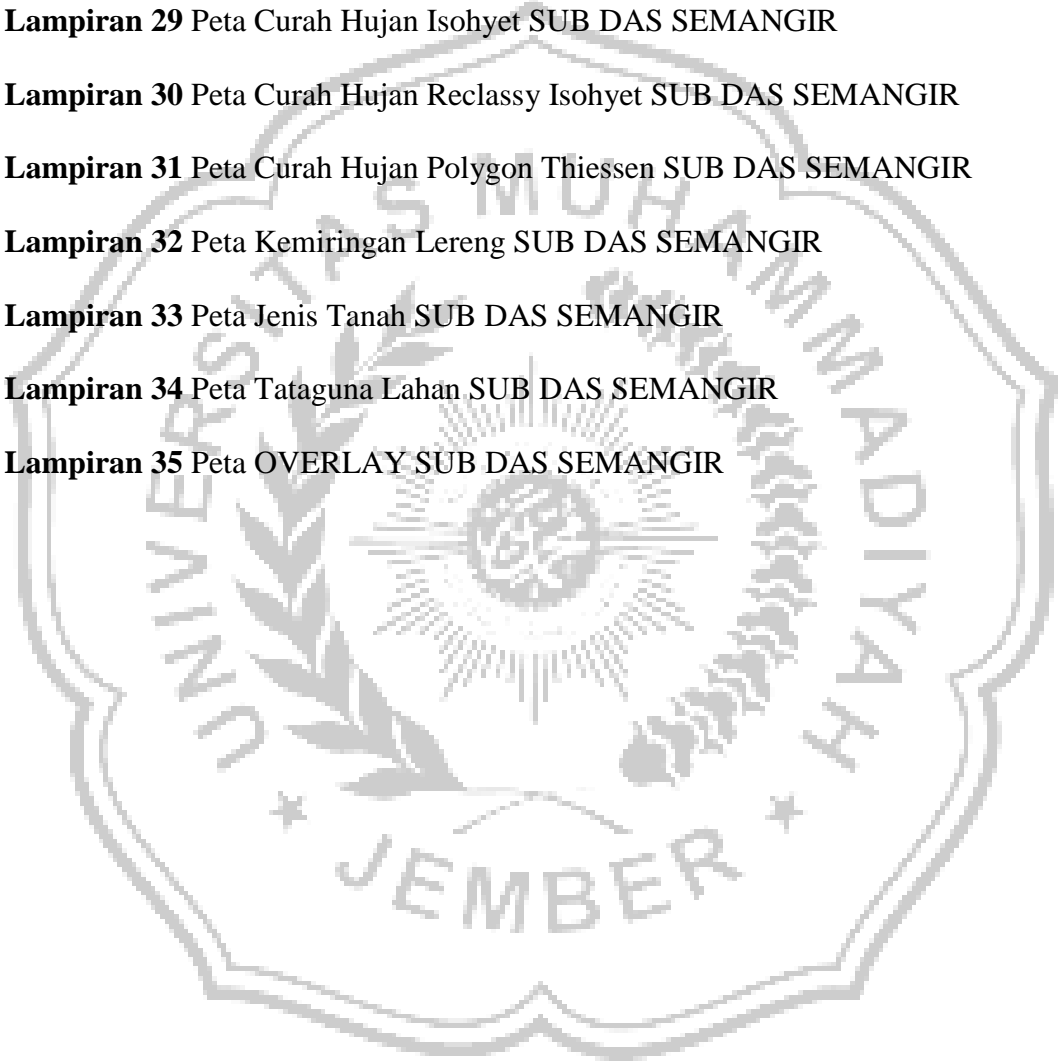 Lampiran 29 Peta Curah Hujan Isohyet SUB DAS SEMANGIR
Lampiran 30 Peta Curah Hujan Reclassy Isohyet SUB DAS SEMANGIR
Lampiran 31 Peta Curah Hujan Polygon Thiessen SUB DAS SEMANGIR
Lampiran 32 Peta Kemiringan Lereng SUB DAS SEMANGIR
Lampiran 33 Peta Jenis Tanah SUB DAS SEMANGIR
Lampiran 34 Peta Tataguna Lahan SUB DAS SEMANGIR
Lampiran 35 Peta OVERLAY SUB DAS SEMANGIR
UNIVERSITAS MUHAMMADIYAH
JEMBER